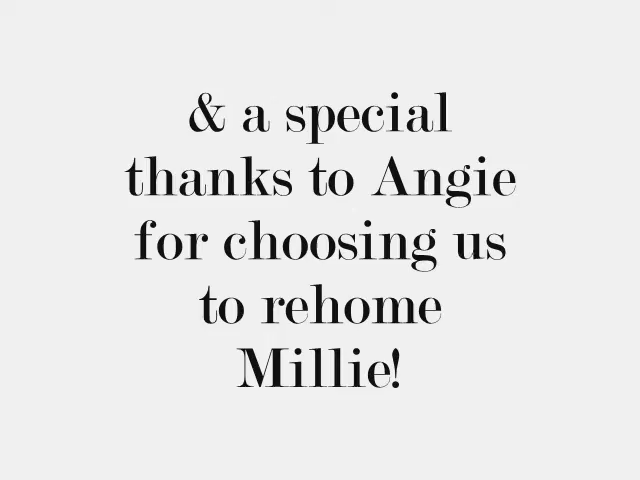 & a special
thanks to Angie
for choosing us
to rehome
Millie!